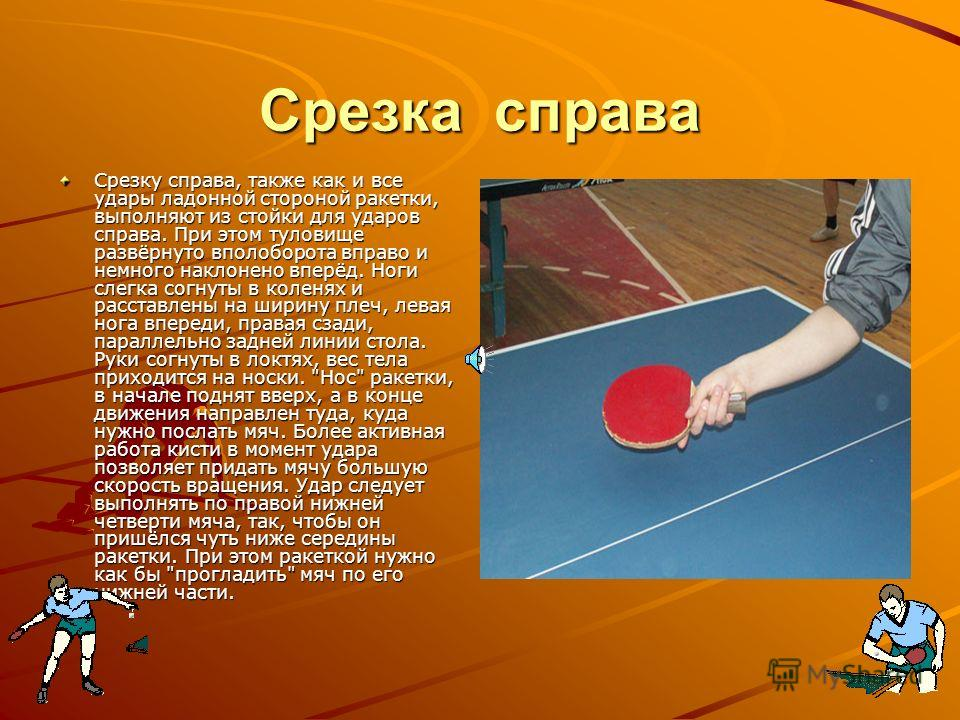 Срезка справа
Срезку справа, также как и все
удары ладонной стороной ракетки,
выполняют из стойки для ударов
справа. При этом туловище
развёрнуто вполоборота вправо и
немного наклонено вперёд. Ноги
слегка согнуты в коленях и
расставлены на ширину плеч, левая
нога впереди, правая сзади,
параллельно задней линии стола.
Руки согнуты в локтях, вес тела
приходится на носки. "Нос" ракетки,
в начале поднят вверх, а в конце
движения направлен туда, куда
нужно послать мяч. Более активная
работа кисти в момент удара
позволяет придать мячу большую
скорость вращения. Удар следует
выполнять по правой нижней
четверти мяча, так, чтобы он
пришёлся чуть ниже середины
ракетки. При этом ракеткой нужно
как бы "прогладить" мяч по его
нижней части.
MyShared